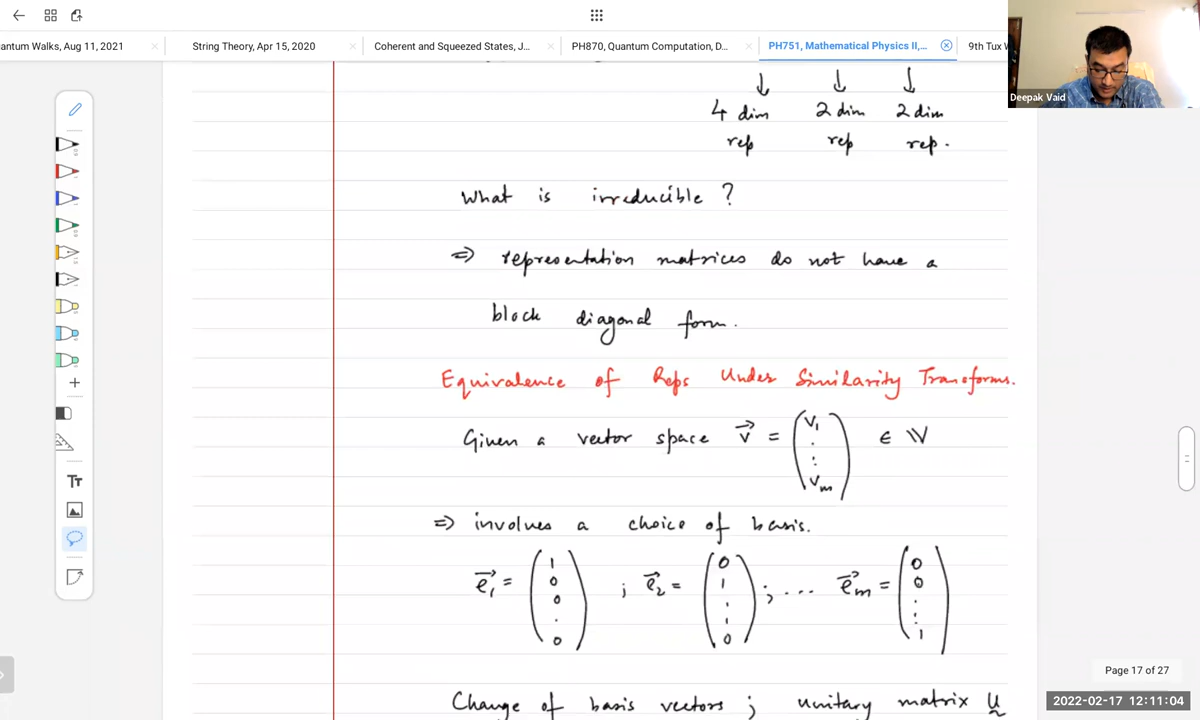 antum Walks, Aug 11, 2021
String Theory, Apr 15, 2020
Coherent and Squeezed States, J...
PH870, Quantum Computation, D...
PH751, Mathematical Physics II,...
9th Tux W
Deepak Vaid
↓ ↓ ↓
4 dim 2 dim 2 dim
rep rep rep.
What is irreducible ?
⇒ representation matrices do not have a
block diagonal form.
Equivalence of Reps Under Similarity Transforms.
Given a vector space v⃗ = (v₁ . : v_m) ∈ V
⇒ involves a choice of basis.
e⃗₁ = (1 0 0 . 0) ; e⃗₂ = (0 1 : 0) ; ... e⃗_m = (0 0 : 1)
Change of basis vectors ; unitary matrix U
Tт
Page 17 of 27
2022-02-17 12:11:04